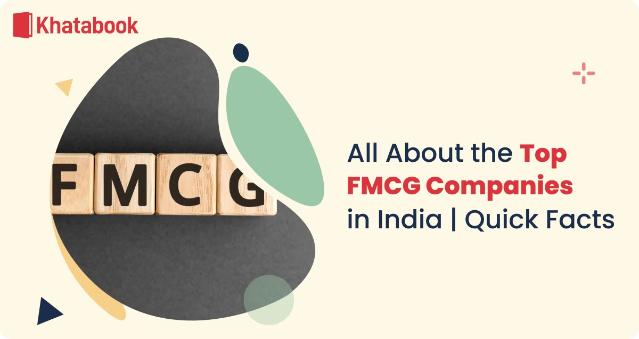 Khatabook
FMCG
All About the Top
FMCG Companies
in India | Quick Facts